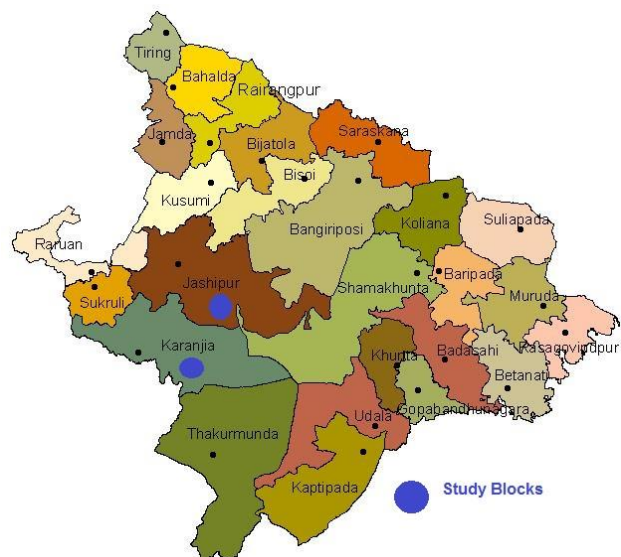 Tiring
Bahalda
Rairangpur
Jamda
Bijatola
Saraskana
Bisoi
Kusumi
Koliana
Suliapada
Bangiriposi
Raruan
Baripada
Jashipur
Shamakhunta
Muruda
Sukruli
Karanjia
Rasagovindpur
Khunta
Badasahi
Betanati
Gopabandhunagara
Udala
Thakurmunda
Kaptipada
Study Blocks